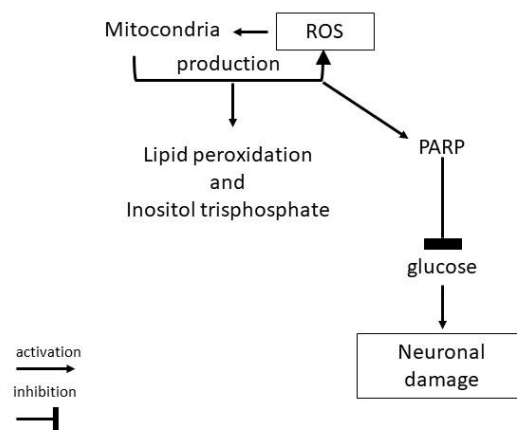 Mitocondria
ROS
production
Lipid peroxidation
and
Inositol trisphosphate
PARP
glucose
Neuronal
damage
activation
inhibition